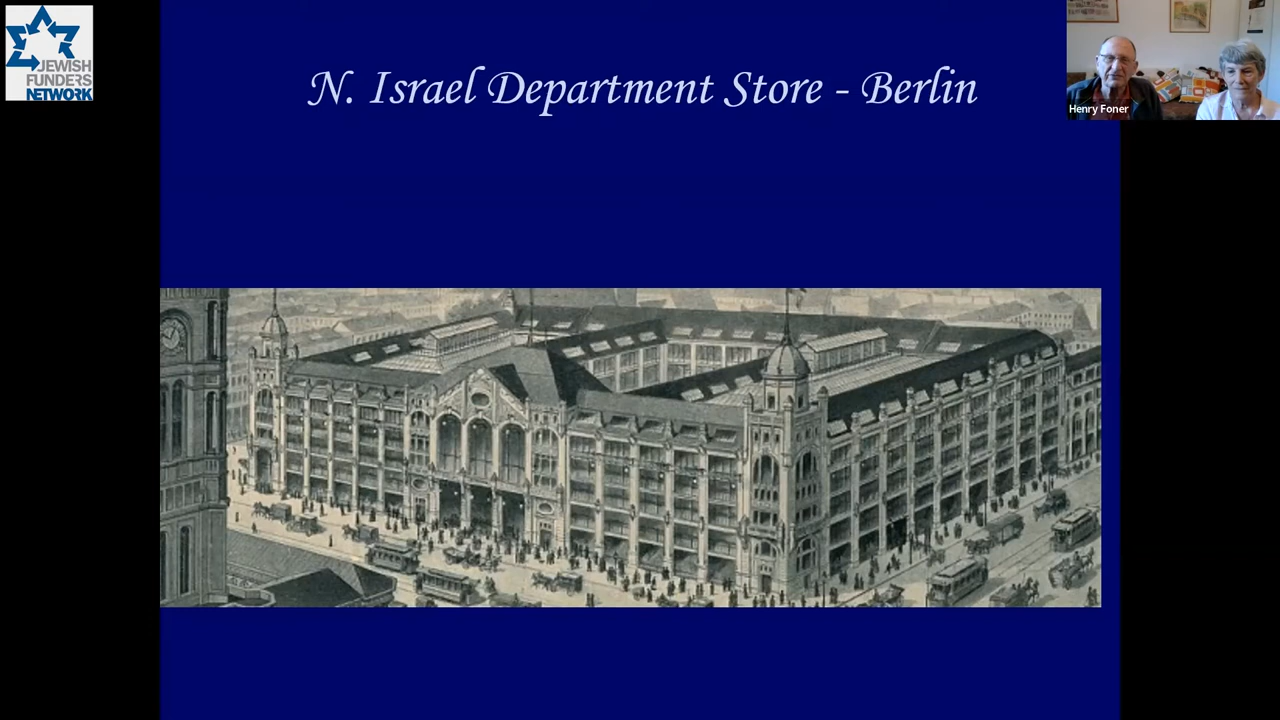 JEWISH
FUNDERS
NETWORK
N. Israel Department Store - Berlin
Henry Foner